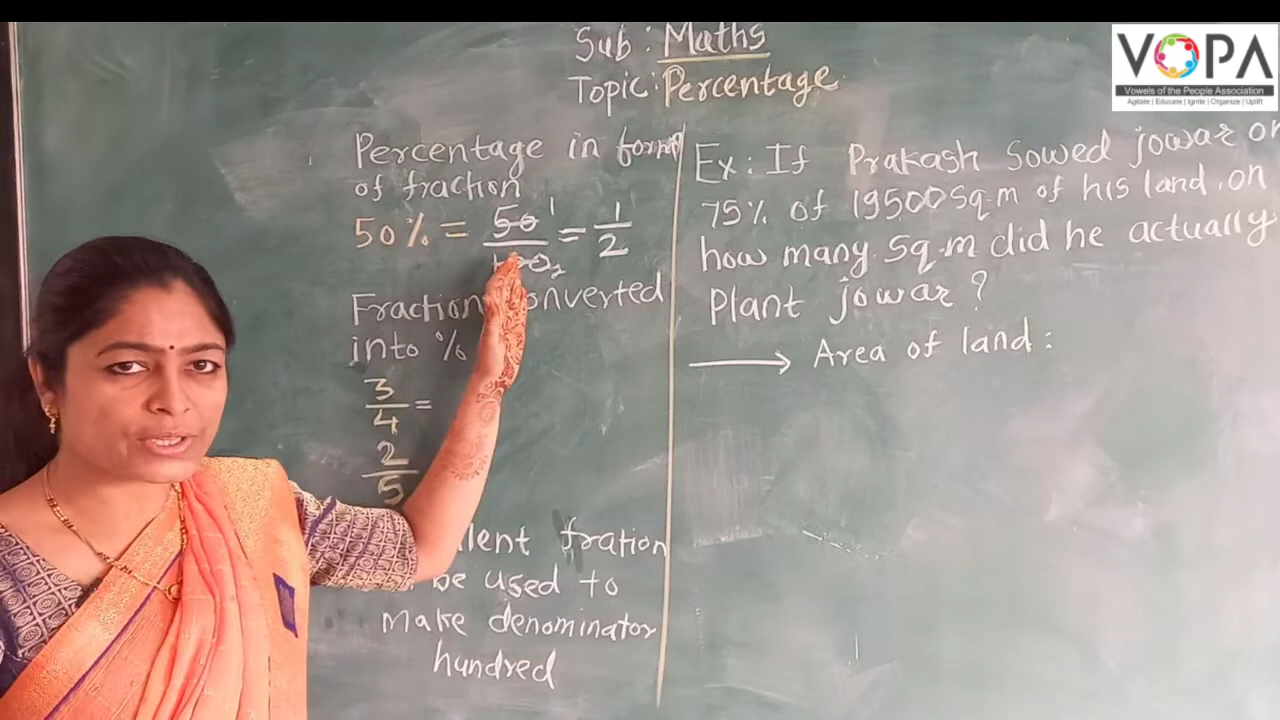 Sub : Maths
Topic: Percentage
VOPA
Vowels of the People Association
Agitate | Educate | Ignite | Organize | Uplift
Percentage in form
of fraction
50% = 50 1 / 100 2 = 1/2
Fraction converted
into %
3/4 =
2/5
fration
be used to
make denominator
hundred
Ex: If Prakash Sowed jowar on
75% of 19500 Sq.m of his land, on
how many Sq.m did he actually
Plant jowar ?
→ Area of land :